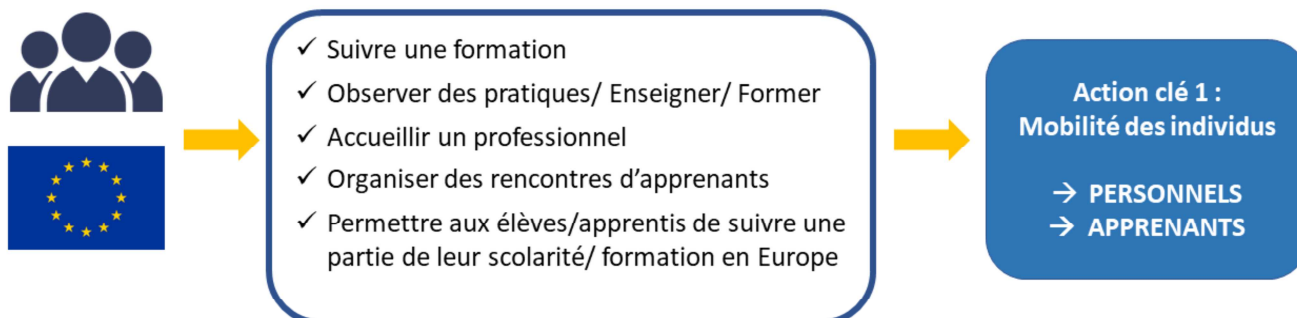 ✓ Suivre une formation
✓ Observer des pratiques/ Enseigner/ Former
✓ Accueillir un professionnel
✓ Organiser des rencontres d’apprenants
✓ Permettre aux élèves/apprentis de suivre une
partie de leur scolarité/ formation en Europe
Action clé 1 :
Mobilité des individus
→ PERSONNELS
→ APPRENANTS